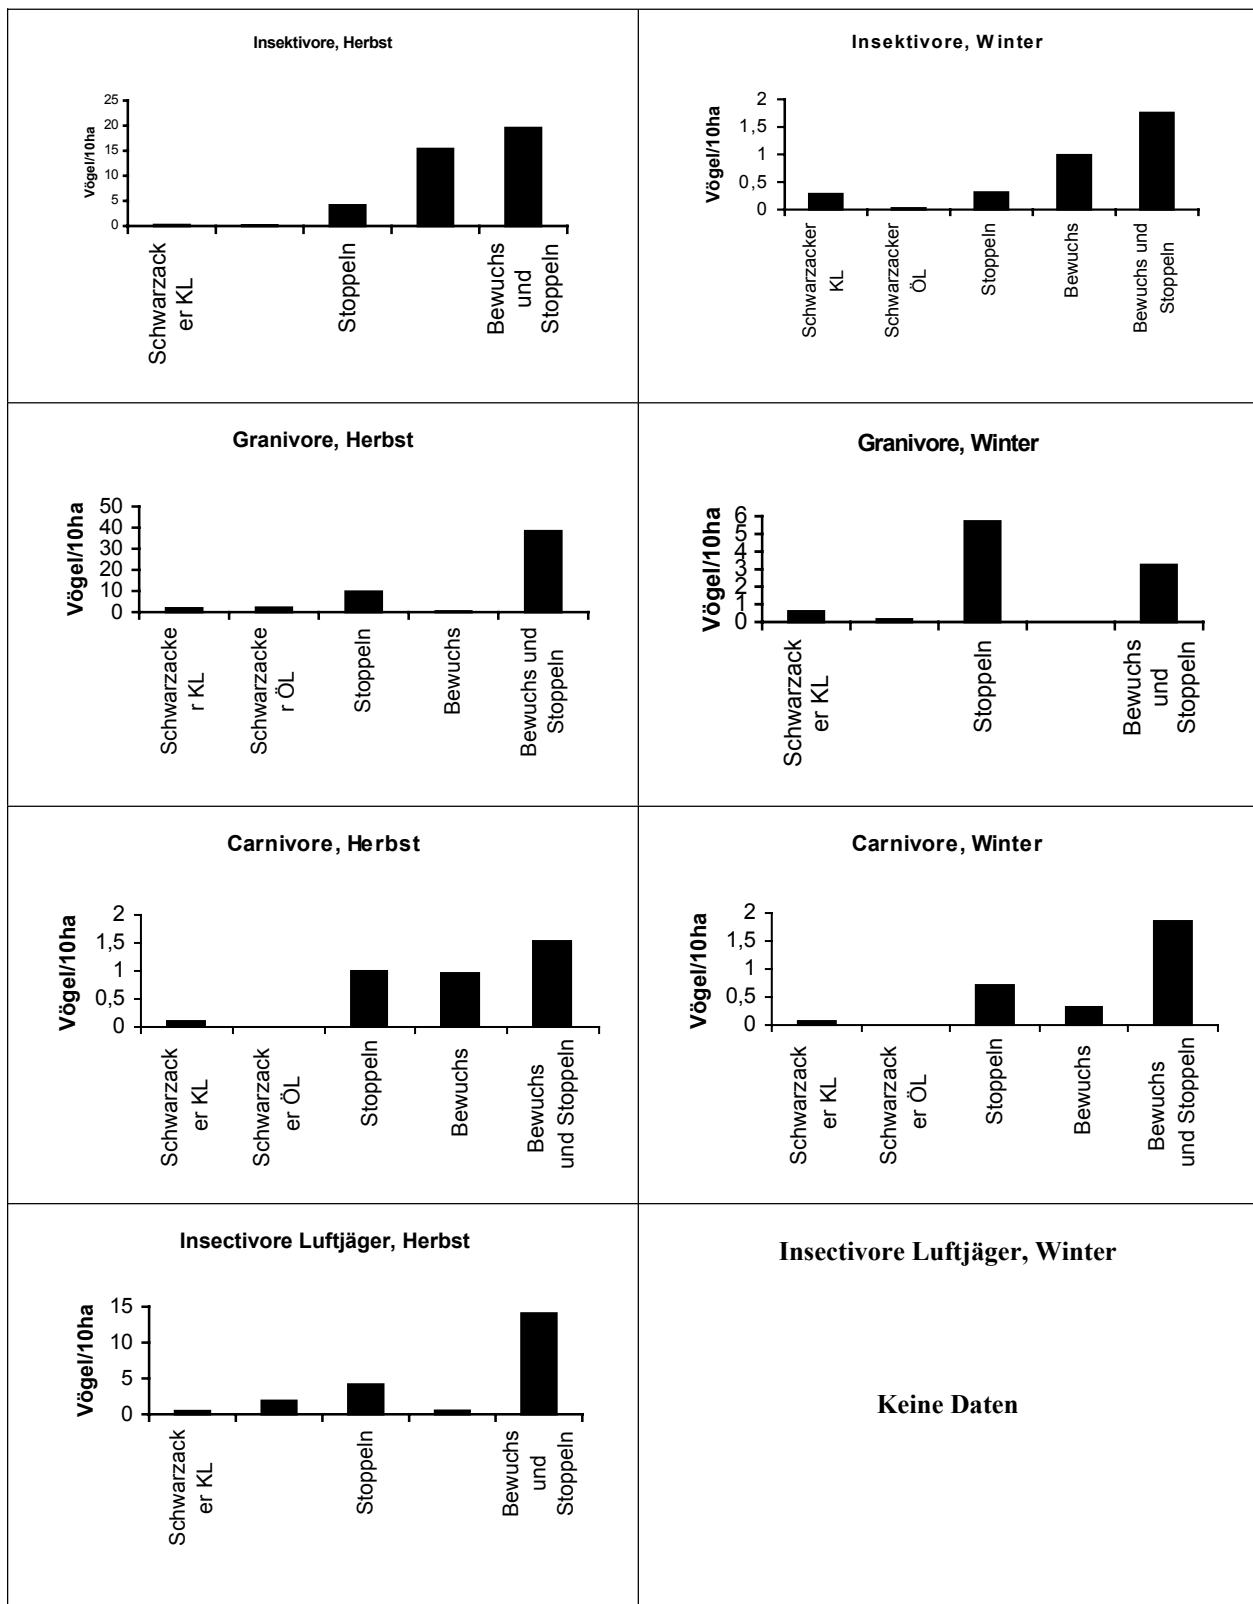 Insektivore, Herbst
Vögel/10ha
25
20
15
10
5
0
Schwarzack
er KL
Stoppeln
Bewuchs
und
Stoppeln
Insektivore, Winter
Vögel/10ha
2
1,5
1
0,5
0
Schwarzacker
KL
Schwarzacker
ÖL
Stoppeln
Bewuchs
Bewuchs und
Stoppeln
Granivore, Herbst
Vögel/10ha
50
40
30
20
10
0
Schwarzacke
r KL
Schwarzacke
r ÖL
Stoppeln
Bewuchs
Bewuchs und
Stoppeln
Granivore, Winter
Vögel/10ha
6
5
4
3
2
1
0
Schwarzack
er KL
Stoppeln
Bewuchs
und
Stoppeln
Carnivore, Herbst
Vögel/10ha
2
1,5
1
0,5
0
Schwarzack
er KL
Schwarzack
er ÖL
Stoppeln
Bewuchs
Bewuchs
und Stoppeln
Carnivore, Winter
Vögel/10ha
2
1,5
1
0,5
0
Schwarzack
er KL
Schwarzack
er ÖL
Stoppeln
Bewuchs
Bewuchs
und Stoppeln
Insectivore Luftjäger, Herbst
Vögel/10ha
15
10
5
0
Schwarzack
er KL
Stoppeln
Bewuchs
und
Stoppeln
Insectivore Luftjäger, Winter
Keine Daten